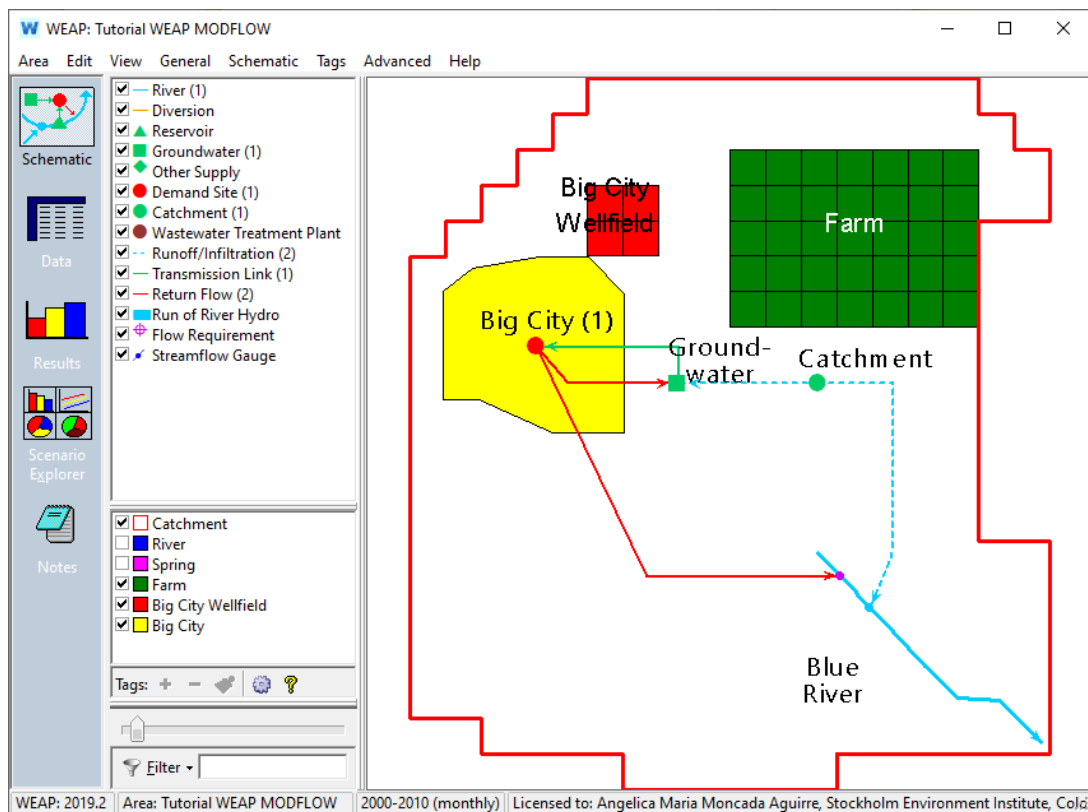 WEAP: Tutorial WEAP MODFLOW
Area Edit View General Schematic Tags Advanced Help
Schematic
Data
Results
Scenario
Explorer
Notes
River (1)
Diversion
Reservoir
Groundwater (1)
Other Supply
Demand Site (1)
Catchment (1)
Wastewater Treatment Plant
Runoff/Infiltration (2)
Transmission Link (1)
Return Flow (2)
Run of River Hydro
Flow Requirement
Streamflow Gauge
Catchment
River
Spring
Farm
Big City Wellfield
Big City
Tags:
Filter
Big City
Wellfield
Farm
Big City (1)
Ground-
water
Catchment
Blue
River
WEAP: 2019.2 Area: Tutorial WEAP MODFLOW 2000-2010 (monthly) Licensed to: Angelica Maria Moncada Aguirre, Stockholm Environment Institute, Colo